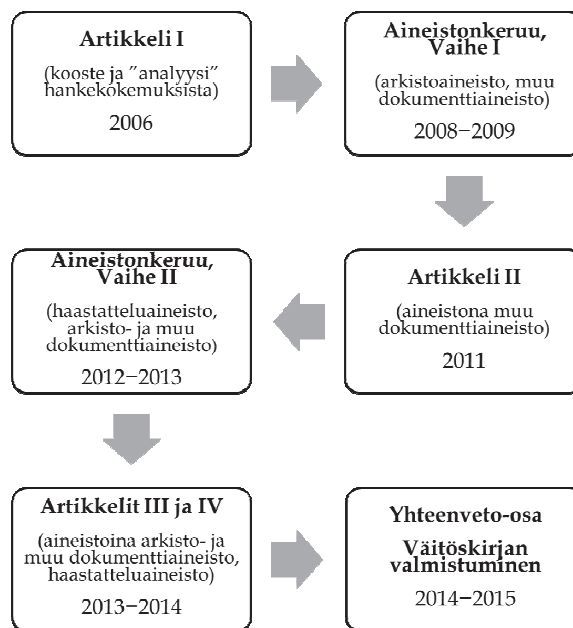 Artikkeli I
(kooste ja ”analyysi”
hankekokemuksista)
2006
Aineistonkeruu,
Vaihe I
(arkistoaineisto, muu
dokumenttiaineisto)
2008–2009
Artikkeli II
(aineistona muu
dokumenttiaineisto)
2011
Aineistonkeruu,
Vaihe II
(haastatteluaineisto,
arkisto- ja muu
dokumenttiaineisto)
2012–2013
Artikkelit III ja IV
(aineistoina arkisto- ja
muu dokumenttiaineisto,
haastatteluaineisto)
2013–2014
Yhteenveto-osa
Väitöskirjan
valmistuminen
2014–2015